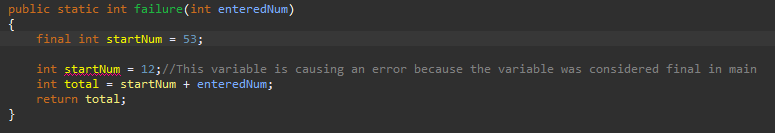 public static int failure(int enteredNum)
{
    final int startNum = 53;

    int startNum = 12;//This variable is causing an error because the variable was considered final in main
    int total = startNum + enteredNum;
    return total;
}